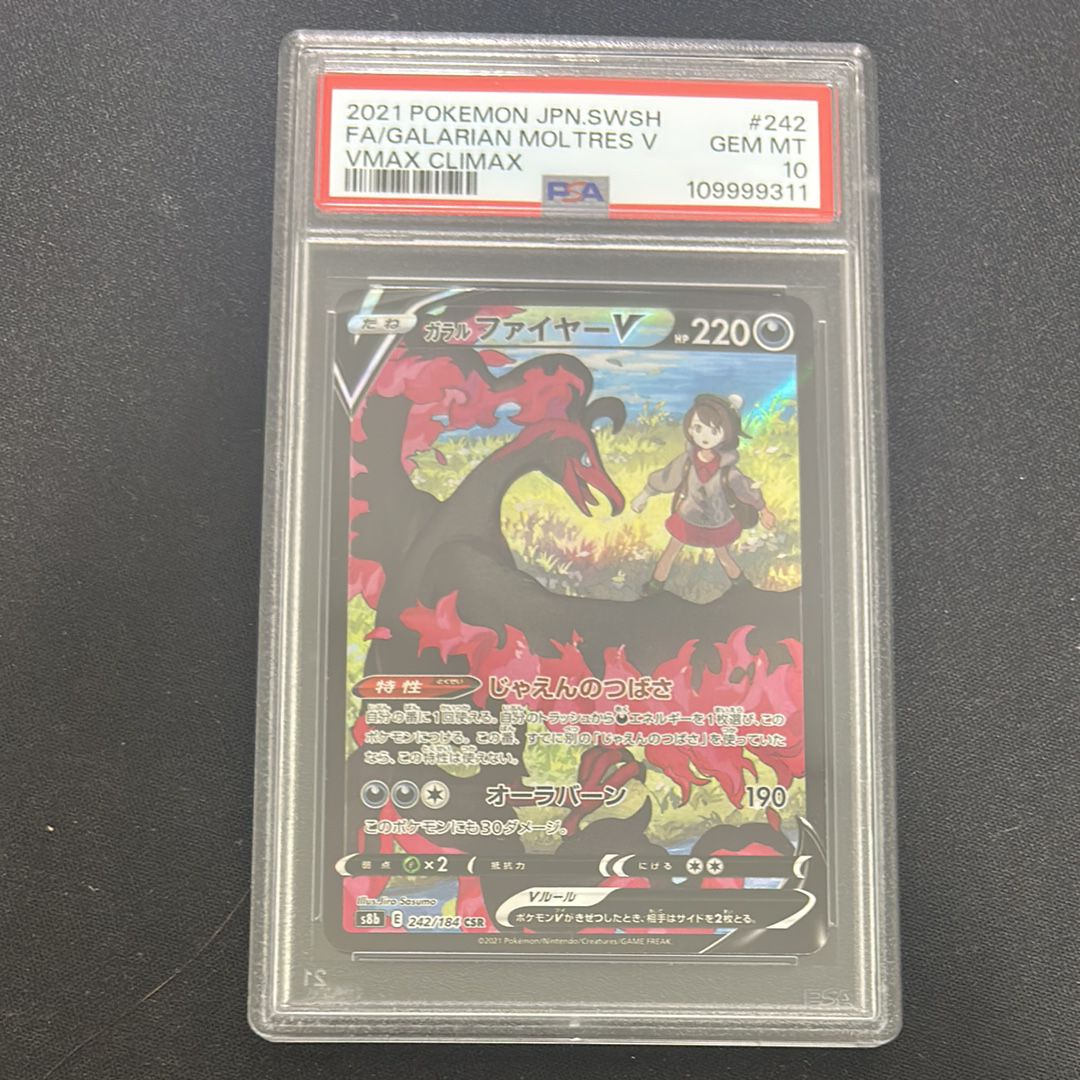 2021 POKEMON JPN.SWSH #242
FA/GALARIAN MOLTRES V GEM MT
VMAX CLIMAX 10
PSA 109999311
たね ガラル ファイヤーV HP 220
特性 とくせい じゃえんのつばさ
自分の番に1回使える。自分のトラッシュからエネルギーを1枚選び、この
ポケモンにつける。この番、すでに別の「じゃえんのつばさ」を使っていた
なら、この特性は使えない。
オーラバーン 190
このポケモンにも30ダメージ。
弱点 ×2 抵抗力 にげる
Illus. Jiro Sasumo
Vルール
ポケモンVがきぜつしたとき、相手はサイドを2枚とる。
s8b E 242/184 CSR
©2021 Pokémon/Nintendo/Creatures/GAME FREAK.
21 PSA